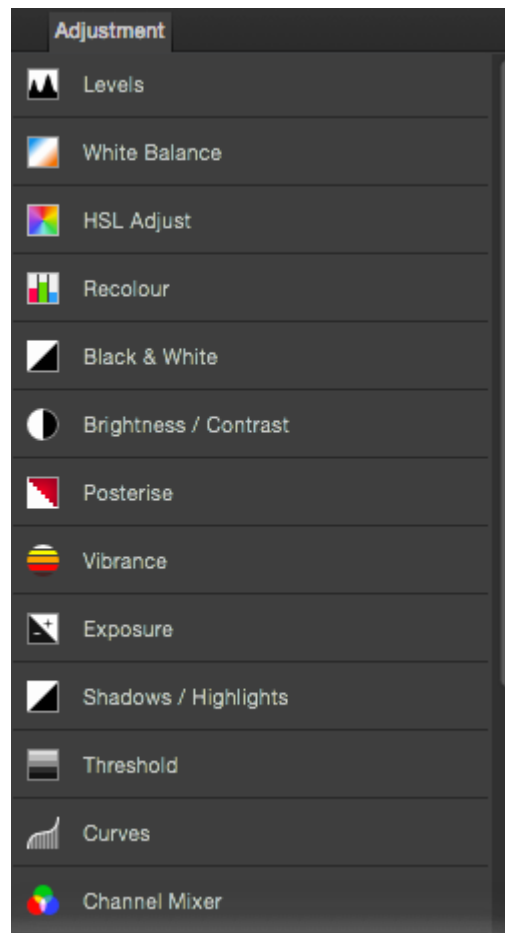 Adjustment
Levels
White Balance
HSL Adjust
Recolour
Black & White
Brightness / Contrast
Posterise
Vibrance
Exposure
Shadows / Highlights
Threshold
Curves
Channel Mixer